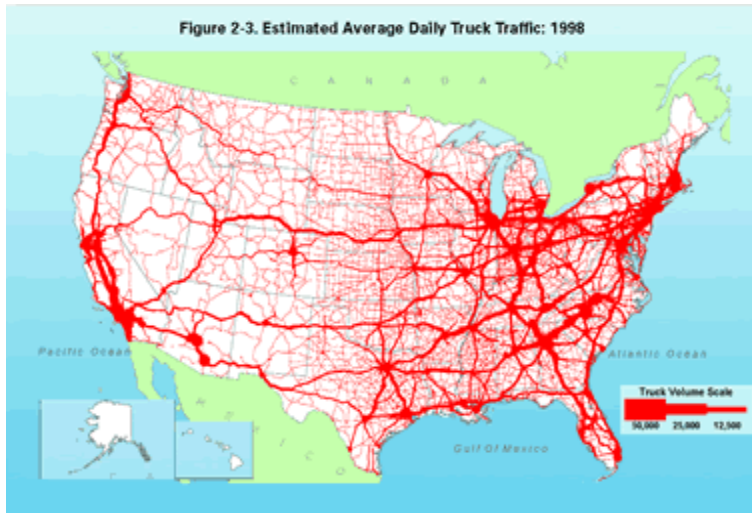 Figure 2-3. Estimated Average Daily Truck Traffic: 1998
C A N A D A
Pacific Ocean
Atlantic Ocean
M E X I C O
Gulf Of Mexico
Truck Volume Scale
50,000 25,000 12,500